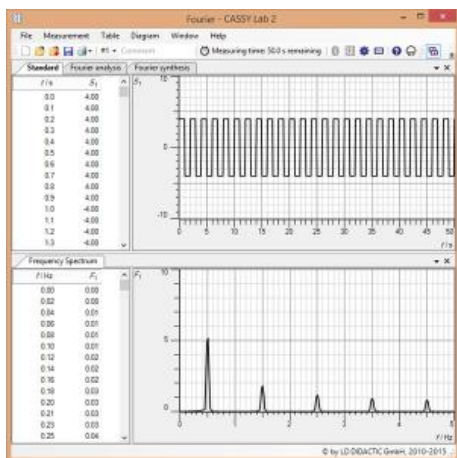 Fourier - CASSY Lab 2
File Measurement Table Diagram Window Help
#1 Comment Measuring time: 50.0 s remaining
Standard Fourier analysis Fourier synthesis
t / s S1
0.0 4.00
0.1 4.00
0.2 4.00
0.3 4.00
0.4 4.00
0.5 4.00
0.6 4.00
0.7 4.00
0.8 4.00
0.9 4.00
1.0 -4.00
1.1 -4.00
1.2 -4.00
1.3 -4.00
S1
10
0
-10
0 5 10 15 20 25 30 35 40 45 50
t / s
Frequency Spectrum
f / Hz F1
0.00 0.00
0.02 0.00
0.04 0.01
0.06 0.01
0.08 0.01
0.10 0.01
0.12 0.02
0.14 0.02
0.16 0.02
0.18 0.03
0.20 0.03
0.21 0.03
0.23 0.03
0.25 0.04
F1
10
5
0
0 1 2 3 4 5
f / Hz
© by LD DIDACTIC GmbH, 2010-2015